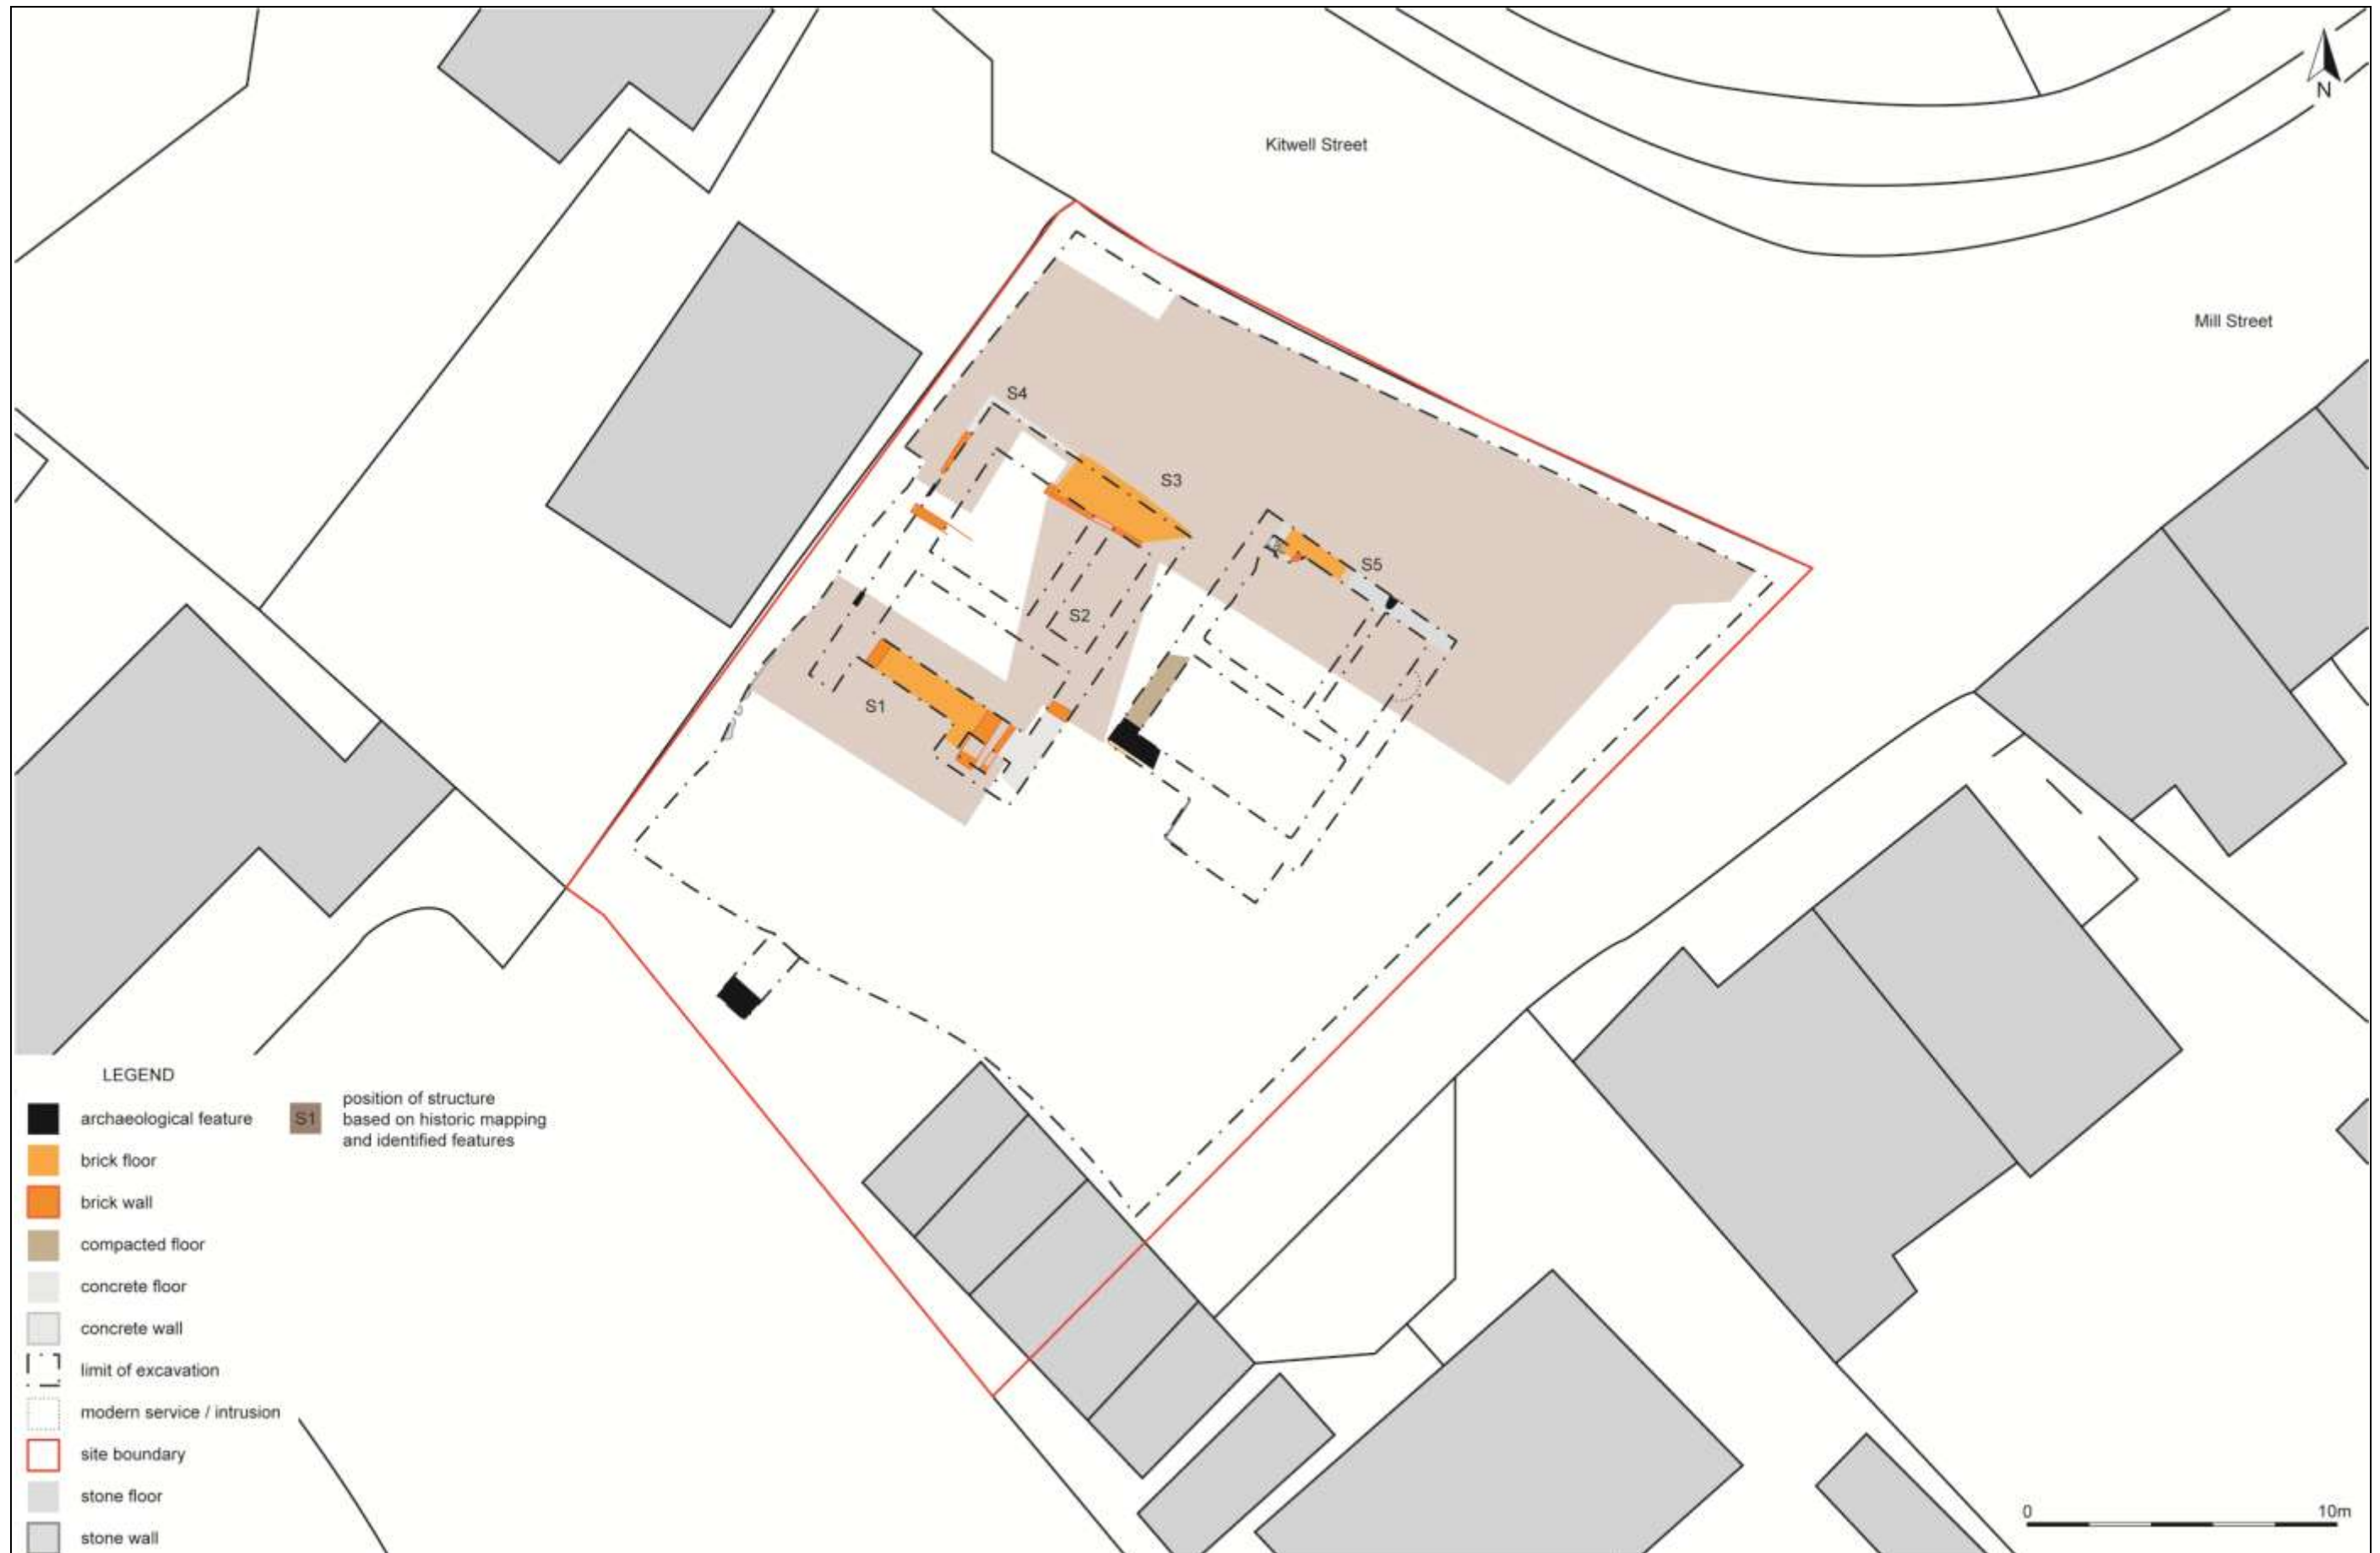 Kitwell Street
N
Mill Street
S4
S3
S5
S2
S1
LEGEND
archaeological feature
S1
position of structure
based on historic mapping
and identified features
brick floor
brick wall
compacted floor
concrete floor
concrete wall
limit of excavation
modern service / intrusion
site boundary
stone floor
stone wall
0 10m